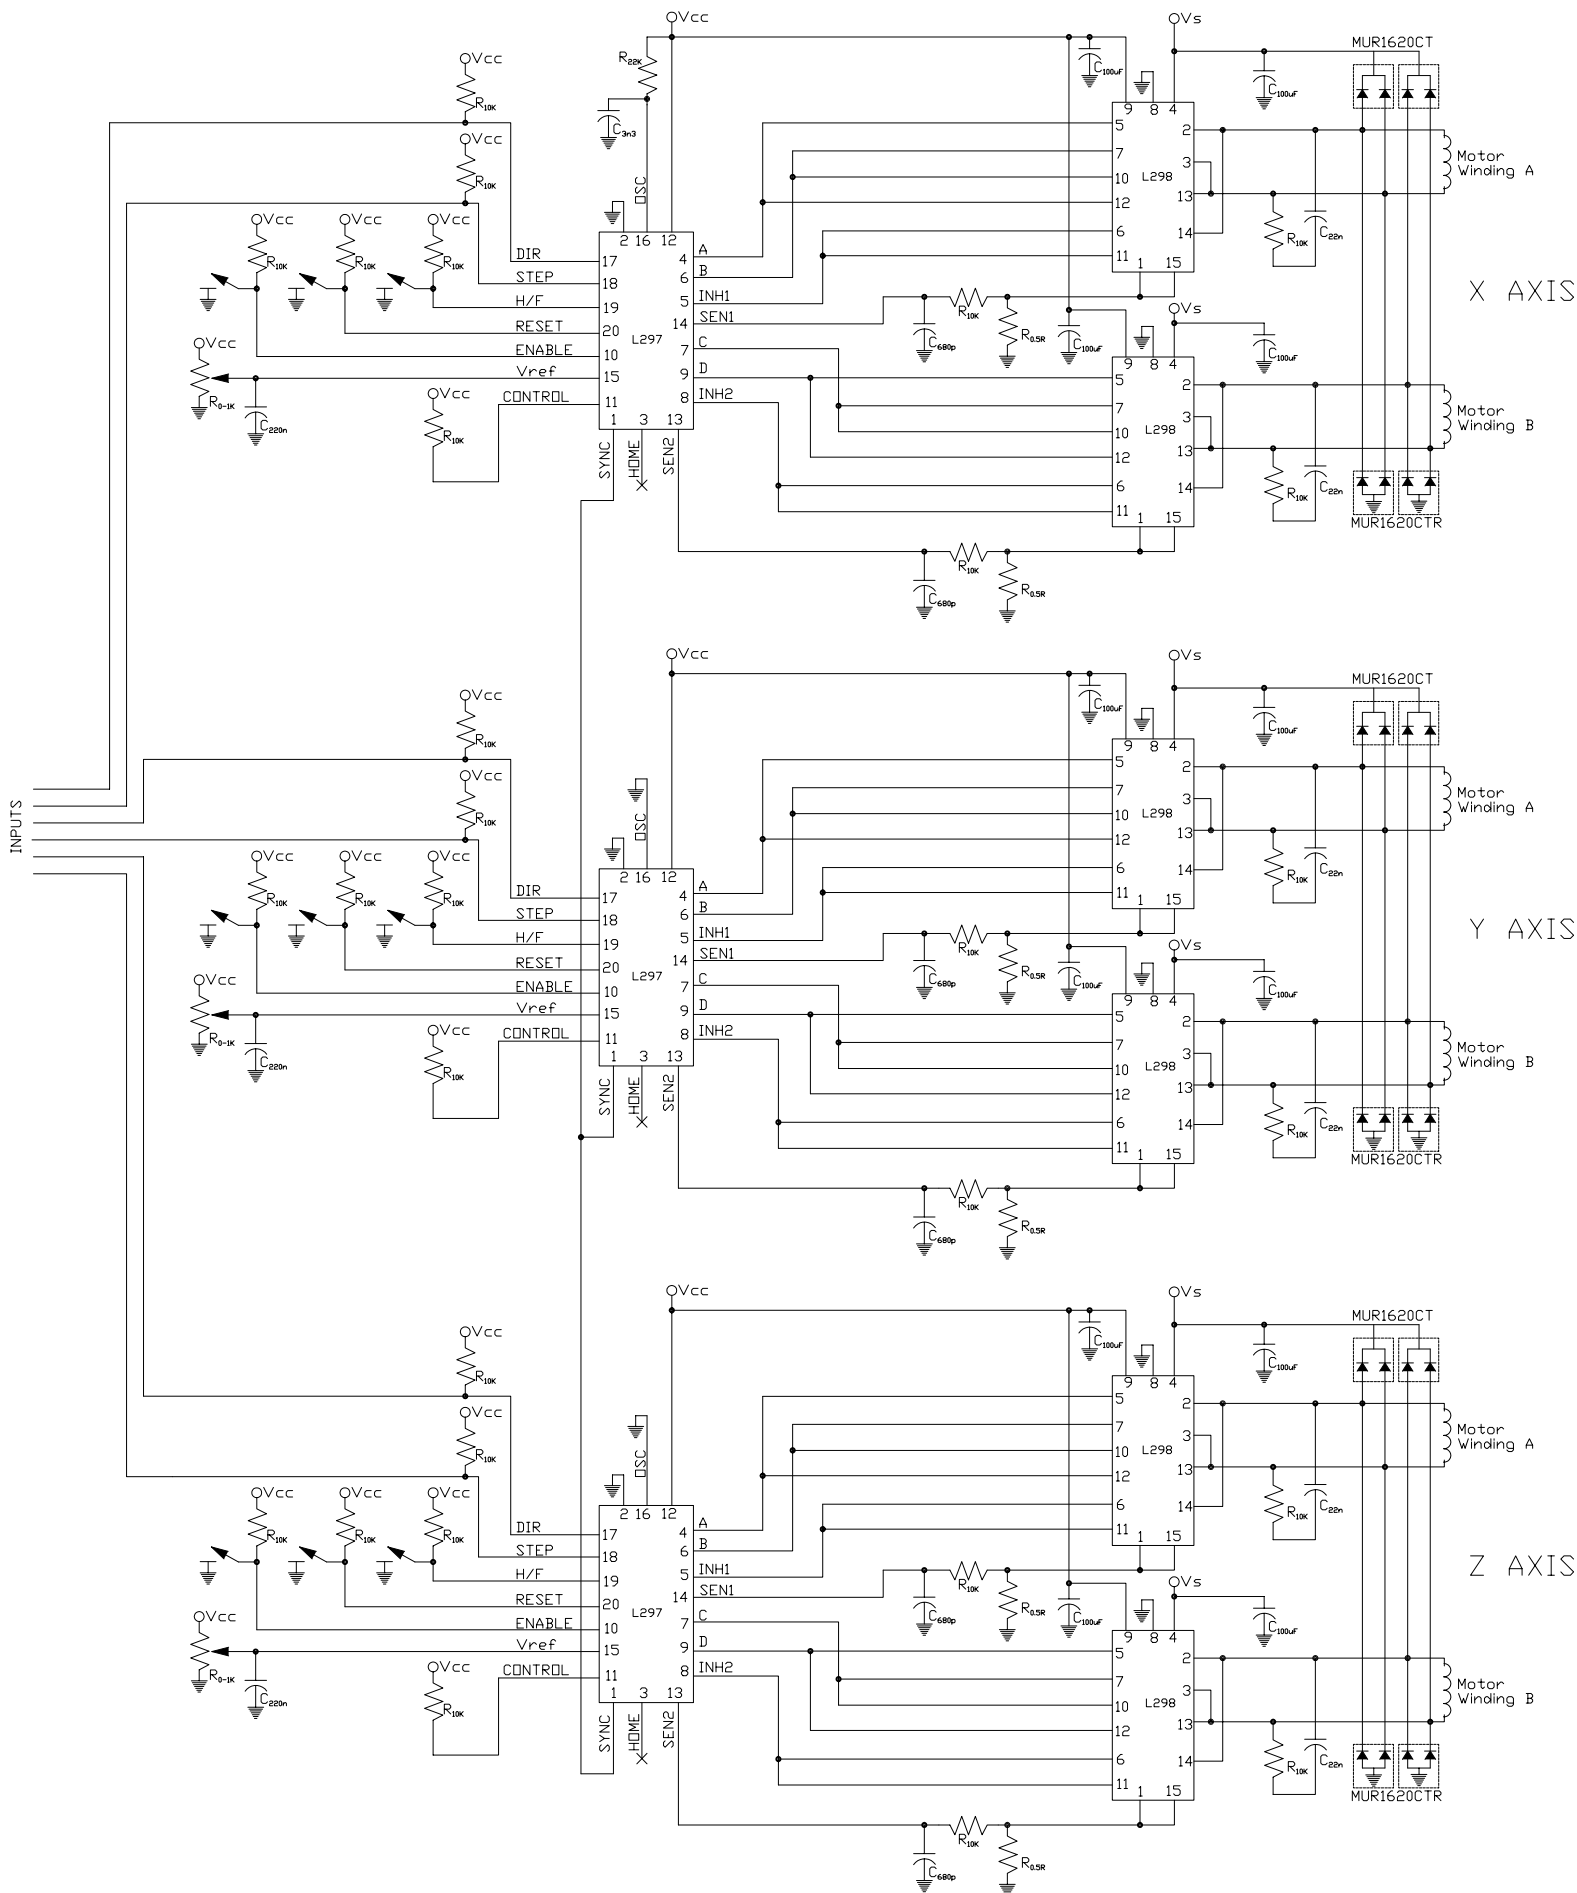 Vcc
Vs
MUR1620CT
R22K
C100uF
C100uF
Vcc
R10K
C3n3
9
8
4
5
2
Vcc
7
3
Motor
Winding A
R10K
OSC
10
L298
12
13
Vcc
Vcc
Vcc
6
14
R10K
C22n
2
16
12
R10K
R10K
R10K
DIR
17
4
A
11
1
15
STEP
18
6
B
X AXIS
H/F
19
5
INH1
R10K
Vs
RESET
20
14
SEN1
C680p
R0.5R
C100uF
C100uF
L297
Vcc
ENABLE
10
7
C
9
8
4
Vref
15
9
D
5
2
R0-1K
Vcc
CONTROL
11
8
INH2
7
3
Motor
Winding B
C220n
R10K
1
3
13
10
L298
12
13
SYNC
HOME
SEN2
6
14
R10K
C22n
11
1
15
MUR1620CTR
R10K
C680p
R0.5R
Vcc
Vs
MUR1620CT
Vcc
C100uF
C100uF
R10K
9
8
4
5
2
Vcc
7
3
Motor
Winding A
INPUTS
R10K
OSC
10
L298
12
13
Vcc
Vcc
Vcc
6
14
R10K
C22n
2
16
12
R10K
R10K
R10K
DIR
17
4
A
11
1
15
STEP
18
6
B
Y AXIS
H/F
19
5
INH1
R10K
Vs
RESET
20
14
SEN1
C680p
R0.5R
C100uF
C100uF
L297
Vcc
ENABLE
10
7
C
9
8
4
Vref
15
9
D
5
2
R0-1K
Vcc
CONTROL
11
8
INH2
7
3
Motor
Winding B
C220n
R10K
1
3
13
10
L298
12
13
SYNC
HOME
SEN2
6
14
R10K
C22n
11
1
15
MUR1620CTR
R10K
C680p
R0.5R
Vcc
Vs
MUR1620CT
Vcc
C100uF
C100uF
R10K
9
8
4
5
2
Vcc
7
3
Motor
Winding A
R10K
OSC
10
L298
12
13
Vcc
Vcc
Vcc
6
14
R10K
C22n
2
16
12
R10K
R10K
R10K
DIR
17
4
A
11
1
15
STEP
18
6
B
Z AXIS
H/F
19
5
INH1
R10K
Vs
RESET
20
14
SEN1
C680p
R0.5R
C100uF
C100uF
L297
Vcc
ENABLE
10
7
C
9
8
4
Vref
15
9
D
5
2
R0-1K
Vcc
CONTROL
11
8
INH2
7
3
Motor
Winding B
C220n
R10K
1
3
13
10
L298
12
13
SYNC
HOME
SEN2
6
14
R10K
C22n
11
1
15
MUR1620CTR
R10K
C680p
R0.5R